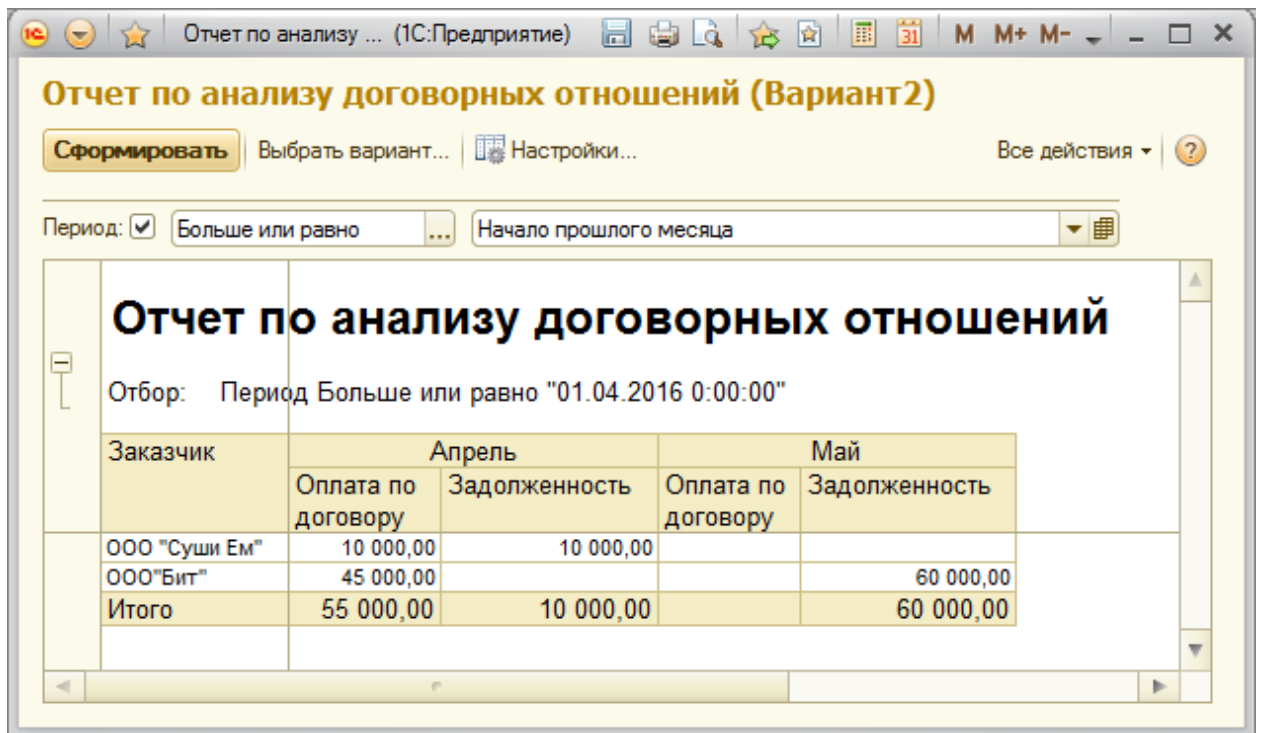 Отчет по анализу ... (1С:Предприятие) 31 M M+ M-
Отчет по анализу договорных отношений (Вариант2)
Сформировать Выбрать вариант... Настройки... Все действия ?
Период: Больше или равно ... Начало прошлого месяца
Отчет по анализу договорных отношений
Отбор: Период Больше или равно "01.04.2016 0:00:00"
Заказчик Апрель Май
Оплата по Задолженность Оплата по Задолженность
договору договору
ООО "Суши Ем" 10 000,00 10 000,00
ООО"Бит" 45 000,00 60 000,00
Итого 55 000,00 10 000,00 60 000,00